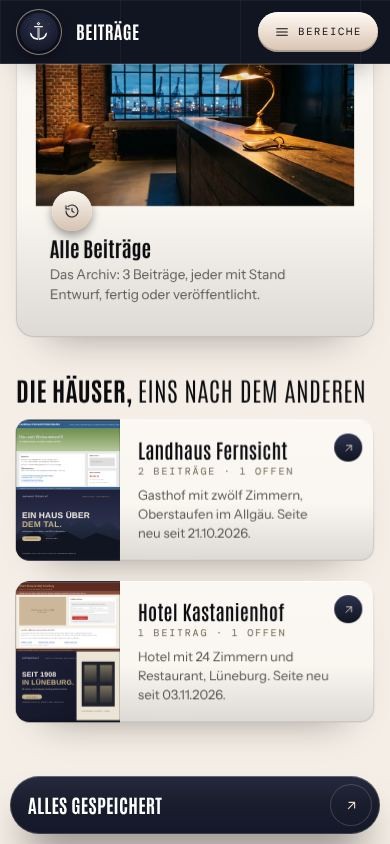 BEITRÄGE
BEREICHE
Alle Beiträge
Das Archiv: 3 Beiträge, jeder mit Stand
Entwurf, fertig oder veröffentlicht.
DIE HÄUSER, EINS NACH DEM ANDEREN
EIN HAUS ÜBER
DEM TAL.
Landhaus Fernsicht
2 BEITRÄGE · 1 OFFEN
Gasthof mit zwölf Zimmern,
Oberstaufen im Allgäu. Seite
neu seit 21.10.2026.
SEIT 1908
IN LÜNEBURG.
Hotel Kastanienhof
1 BEITRAG · 1 OFFEN
Hotel mit 24 Zimmern und
Restaurant, Lüneburg. Seite neu
seit 03.11.2026.
ALLES GESPEICHERT